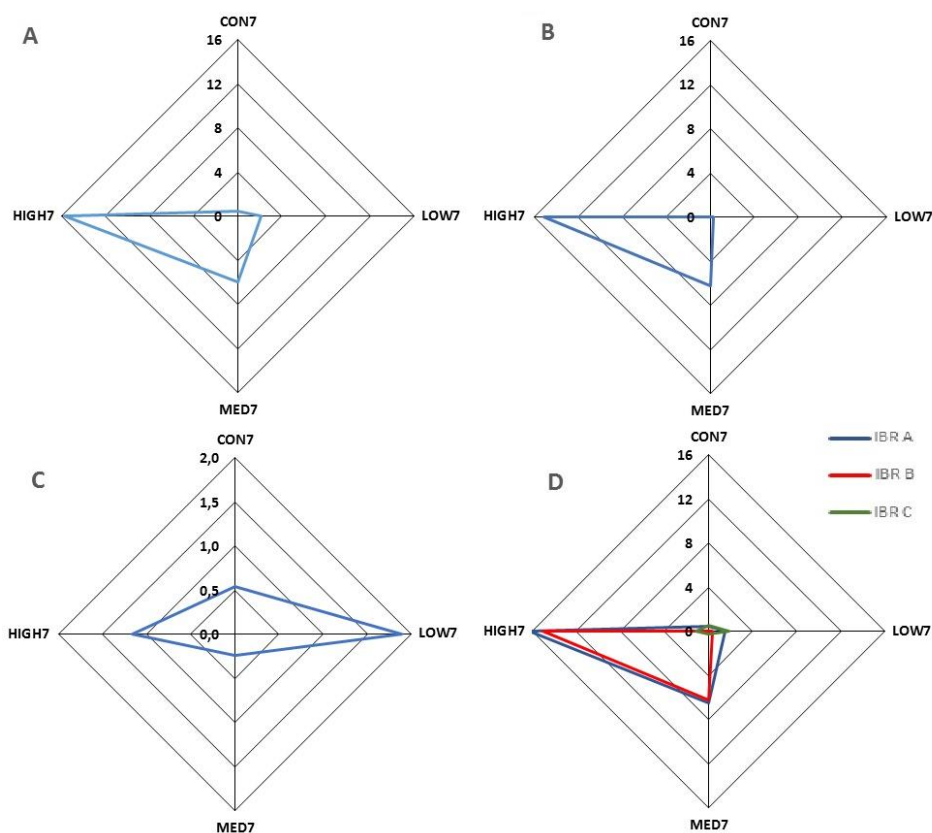 A
CON7
16
12
8
4
0
HIGH7
LOW7
MED7
B
CON7
16
12
8
4
0
HIGH7
LOW7
MED7
C
CON7
2,0
1,5
1,0
0,5
0,0
HIGH7
LOW7
MED7
D
CON7
16
12
8
4
0
HIGH7
LOW7
MED7
IBR A
IBR B
IBR C